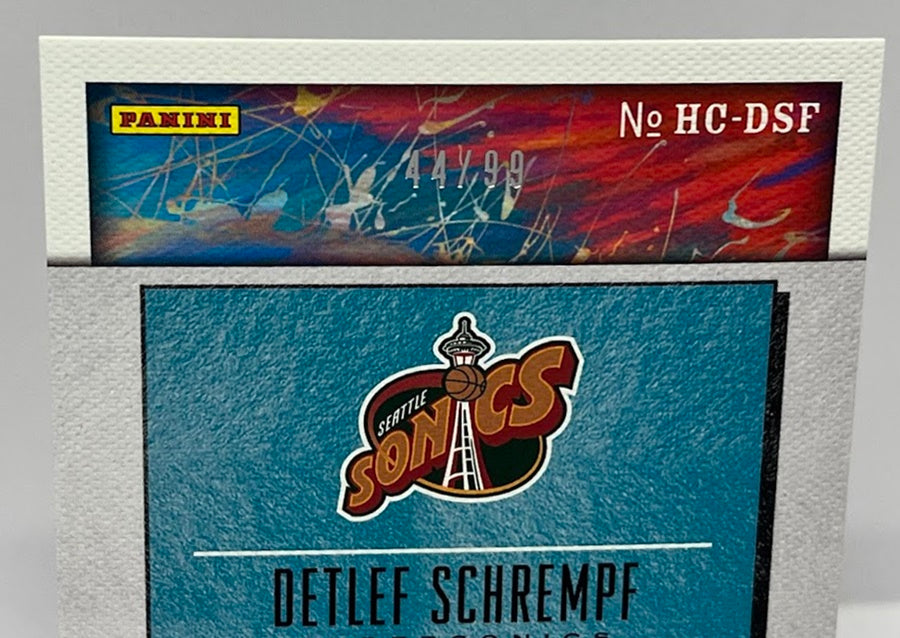 PANINI
№ HC-DSF
44/99
SEATTLE
SONICS
DETLEF SCHREMPF